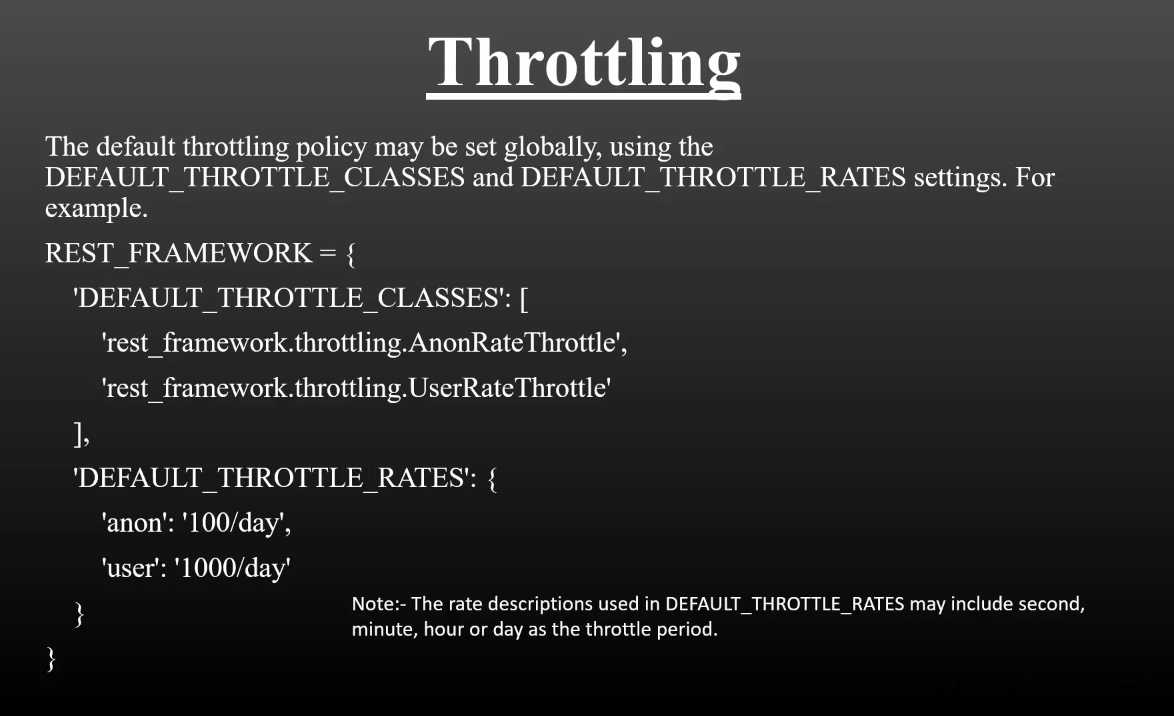 Throttling
The default throttling policy may be set globally, using the
DEFAULT_THROTTLE_CLASSES and DEFAULT_THROTTLE_RATES settings. For
example.
REST_FRAMEWORK = {
'DEFAULT_THROTTLE_CLASSES': [
'rest_framework.throttling.AnonRateThrottle',
'rest_framework.throttling.UserRateThrottle'
],
'DEFAULT_THROTTLE_RATES': {
'anon': '100/day',
'user': '1000/day'
}
Note:- The rate descriptions used in DEFAULT_THROTTLE_RATES may include second,
minute, hour or day as the throttle period.
}